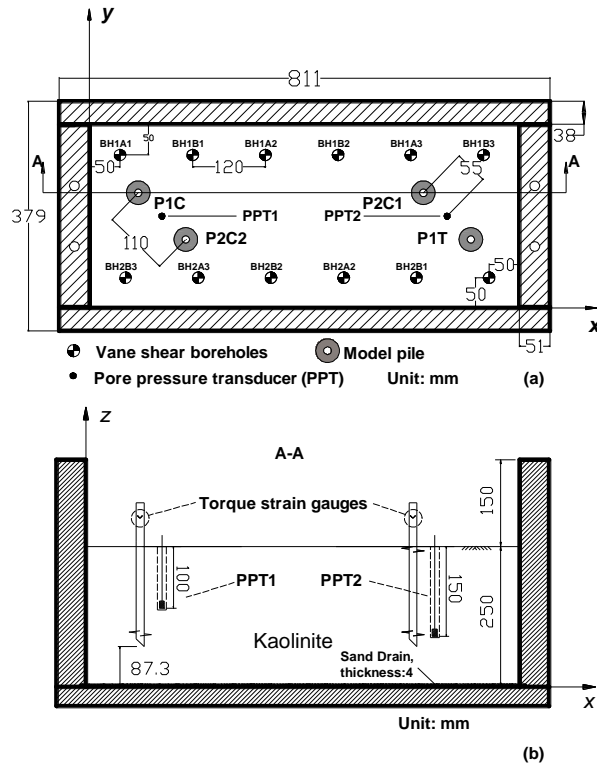 y
811
38
BH1A1 BH1B1 BH1A2 BH1B2 BH1A3 BH1B3
50
A A
50 120 55
P1C P2C1
379
PPT1 PPT2
P2C2 P1T
110
BH2B3 BH2A3 BH2B2 BH2A2 BH2B1
50
50
x
51
Vane shear boreholes Model pile
Pore pressure transducer (PPT) Unit: mm (a)
z
A-A
150
Torque strain gauges
100 PPT1 PPT2 150
250
Kaolinite
87.3
Sand Drain,
thickness:4
x
Unit: mm
(b)